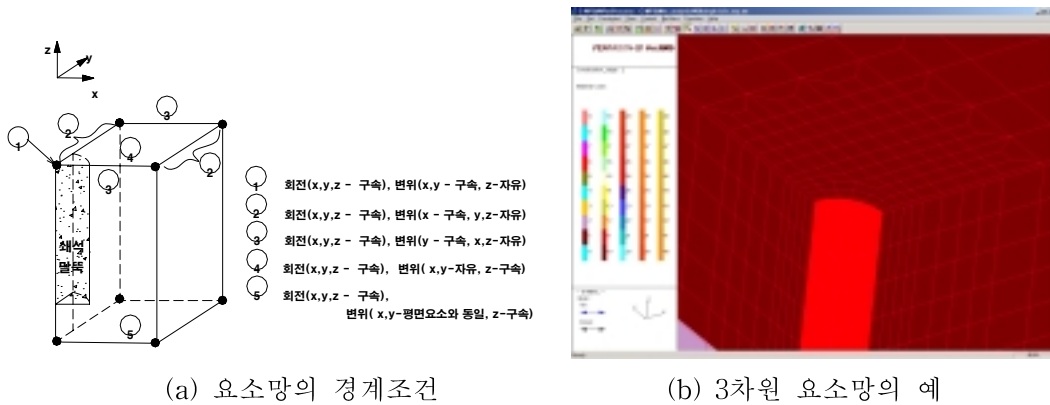 z
y
x
3
2
1
4
2
3
쇄석
말뚝
5
1 회전(x,y,z - 구속), 변위(x,y - 구속, z-자유)
2 회전(x,y,z - 구속), 변위(x - 구속, y,z-자유)
3 회전(x,y,z - 구속), 변위(y - 구속, x,z-자유)
4 회전(x,y,z - 구속), 변위( x,y-자유, z-구속)
5 회전(x,y,z - 구속),
변위( x,y-평면요소와 동일, z-구속)
(a) 요소망의 경계조건
(b) 3차원 요소망의 예